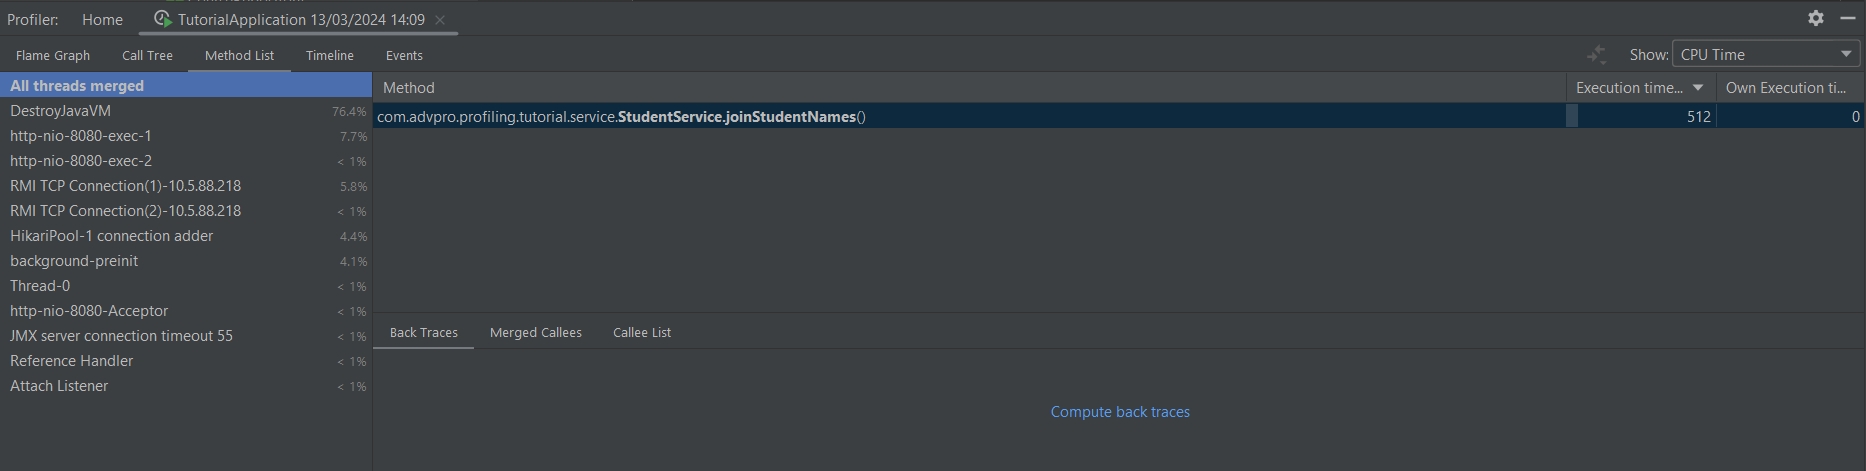 Profiler: Home TutorialApplication 13/03/2024 14:09
Flame Graph Call Tree Method List Timeline Events Show: CPU Time
All threads merged
DestroyJavaVM 76.4%
http-nio-8080-exec-1 7.7%
http-nio-8080-exec-2 < 1%
RMI TCP Connection(1)-10.5.88.218 5.8%
RMI TCP Connection(2)-10.5.88.218 < 1%
HikariPool-1 connection adder 4.4%
background-preinit 4.1%
Thread-0 < 1%
http-nio-8080-Acceptor < 1%
JMX server connection timeout 55 < 1%
Reference Handler < 1%
Attach Listener < 1%
Method Execution time... Own Execution ti...
com.advpro.profiling.tutorial.service.StudentService.joinStudentNames() 512 0
Back Traces Merged Callees Callee List
Compute back traces